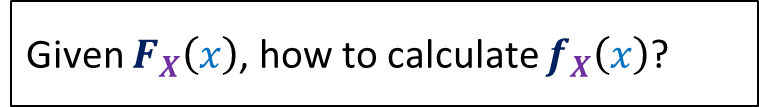 Given F_X(x), how to calculate f_X(x)?